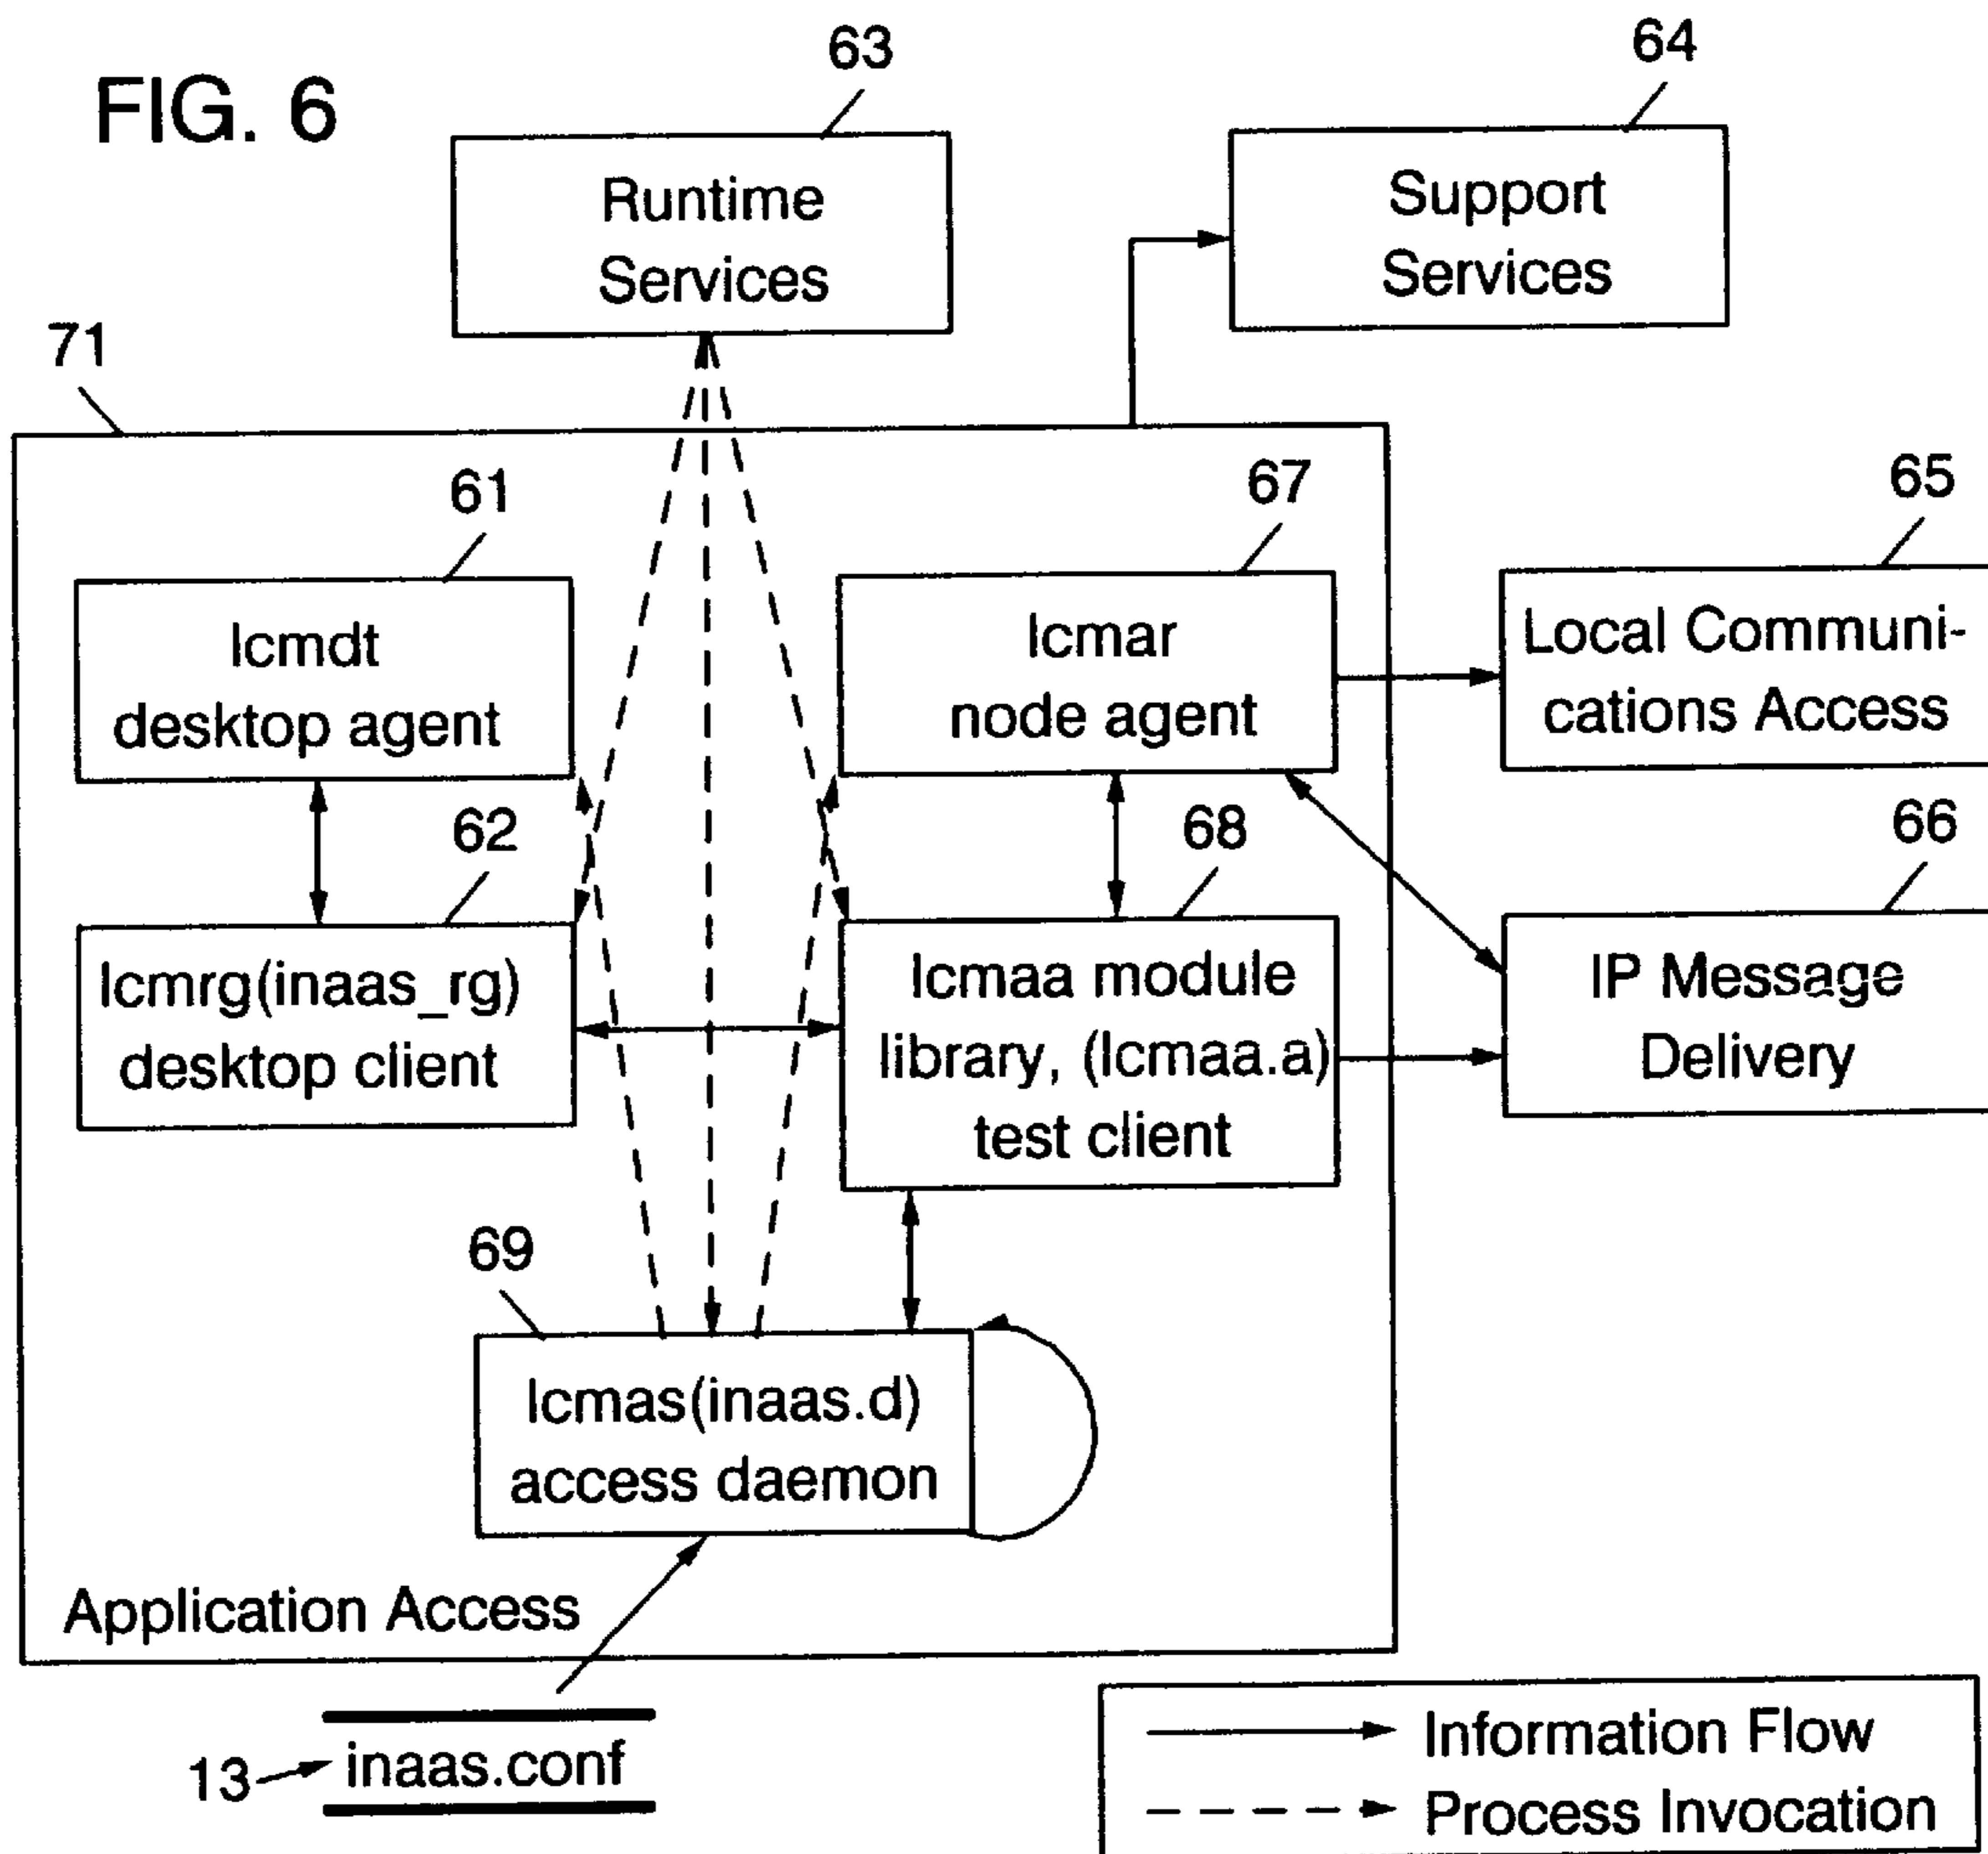 FIG. 6
63
64
Runtime
Services
Support
Services
71
61
67
65
lcmdt
desktop agent
lcmar
node agent
Local Communi-
cations Access
62
68
66
lcmrg(inaas_rg)
desktop client
lcmaa module
library, (lcmaa.a)
test client
IP Message
Delivery
69
lcmas(inaas.d)
access daemon
Application Access
13
inaas.conf
Information Flow
Process Invocation